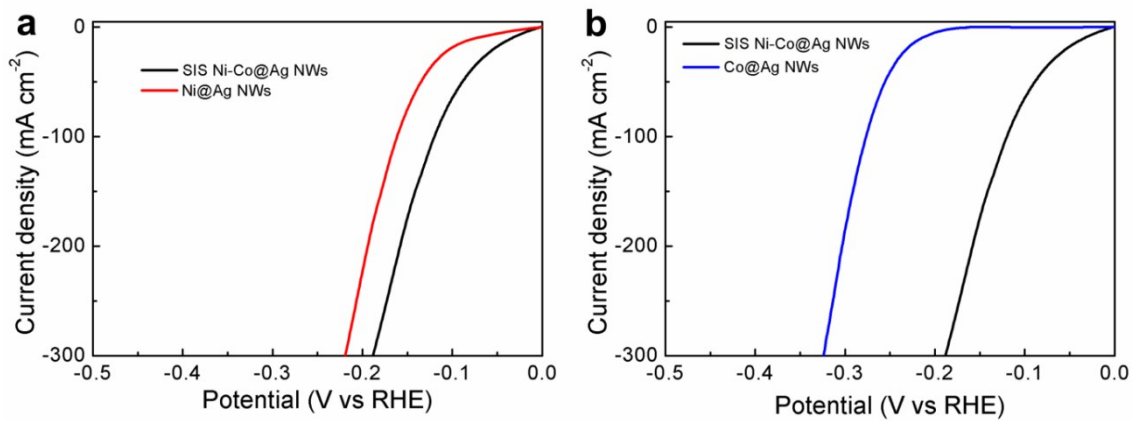 a
SIS Ni-Co@Ag NWs
Ni@Ag NWs
Current density (mA cm-2)
0
-100
-200
-300
-0.5
-0.4
-0.3
-0.2
-0.1
0.0
Potential (V vs RHE)
b
SIS Ni-Co@Ag NWs
Co@Ag NWs
Current density (mA cm-2)
0
-100
-200
-300
-0.5
-0.4
-0.3
-0.2
-0.1
0.0
Potential (V vs RHE)